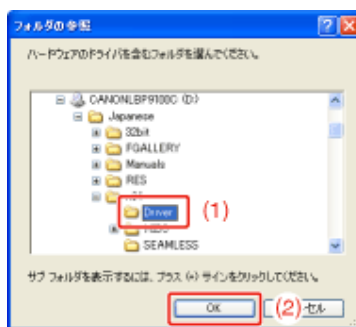 フォルダの参照
ハードウェアのドライバを含むフォルダを選んでください。
CANONLBP9100C (D:)
Japanese
32bit
FGALLERY
Manuals
RES
Driver
(1)
SEAMLESS
サブ フォルダを表示するには、プラス (+) サインをクリックしてください。
OK
(2)
セル